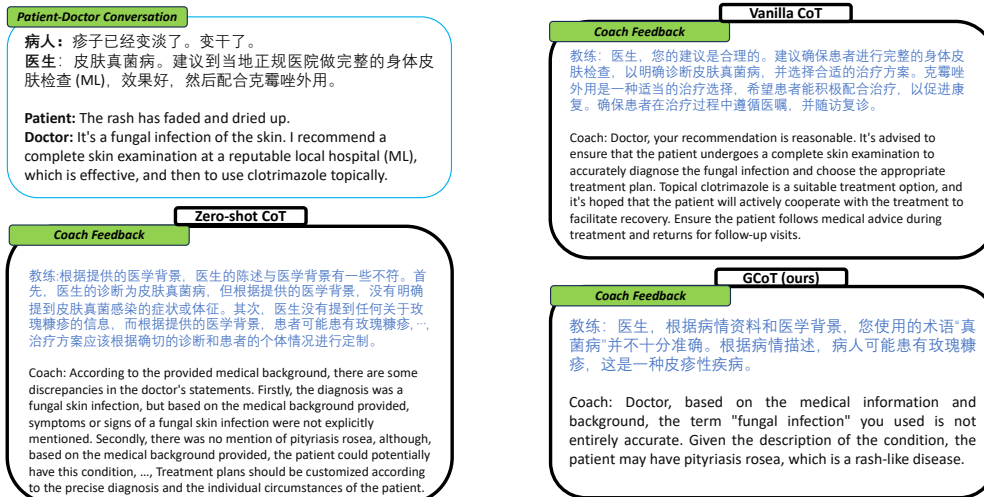 Patient-Doctor Conversation
病人：疹子已经变淡了。变干了。
医生：皮肤真菌病。建议到当地正规医院做完整的身体皮
肤检查 (ML)，效果好，然后配合克霉唑外用。
Patient: The rash has faded and dried up.
Doctor: It's a fungal infection of the skin. I recommend a
complete skin examination at a reputable local hospital (ML),
which is effective, and then to use clotrimazole topically.
Zero-shot CoT
Coach Feedback
教练:根据提供的医学背景，医生的陈述与医学背景有一些不符。首
先，医生的诊断为皮肤真菌病，但根据提供的医学背景，没有明确
提到皮肤真菌感染的症状或体征。其次，医生没有提到任何关于玫
瑰糠疹的信息，而根据提供的医学背景，患者可能患有玫瑰糠疹, …,
治疗方案应该根据确切的诊断和患者的个体情况进行定制。
Coach: According to the provided medical background, there are some
discrepancies in the doctor's statements. Firstly, the diagnosis was a
fungal skin infection, but based on the medical background provided,
symptoms or signs of a fungal skin infection were not explicitly
mentioned. Secondly, there was no mention of pityriasis rosea, although,
based on the medical background provided, the patient could potentially
have this condition, …, Treatment plans should be customized according
to the precise diagnosis and the individual circumstances of the patient.
Vanilla CoT
Coach Feedback
教练：医生，您的建议是合理的。建议确保患者进行完整的身体皮
肤检查，以明确诊断皮肤真菌病，并选择合适的治疗方案。克霉唑
外用是一种适当的治疗选择，希望患者能积极配合治疗，以促进康
复。确保患者在治疗过程中遵循医嘱，并随访复诊。
Coach: Doctor, your recommendation is reasonable. It's advised to
ensure that the patient undergoes a complete skin examination to
accurately diagnose the fungal infection and choose the appropriate
treatment plan. Topical clotrimazole is a suitable treatment option, and
it's hoped that the patient will actively cooperate with the treatment to
facilitate recovery. Ensure the patient follows medical advice during
treatment and returns for follow-up visits.
GCoT (ours)
Coach Feedback
教练：医生，根据病情资料和医学背景，您使用的术语“真
菌病”并不十分准确。根据病情描述，病人可能患有玫瑰糠
疹，这是一种皮疹性疾病。
Coach: Doctor, based on the medical information and
background, the term "fungal infection" you used is not
entirely accurate. Given the description of the condition, the
patient may have pityriasis rosea, which is a rash-like disease.